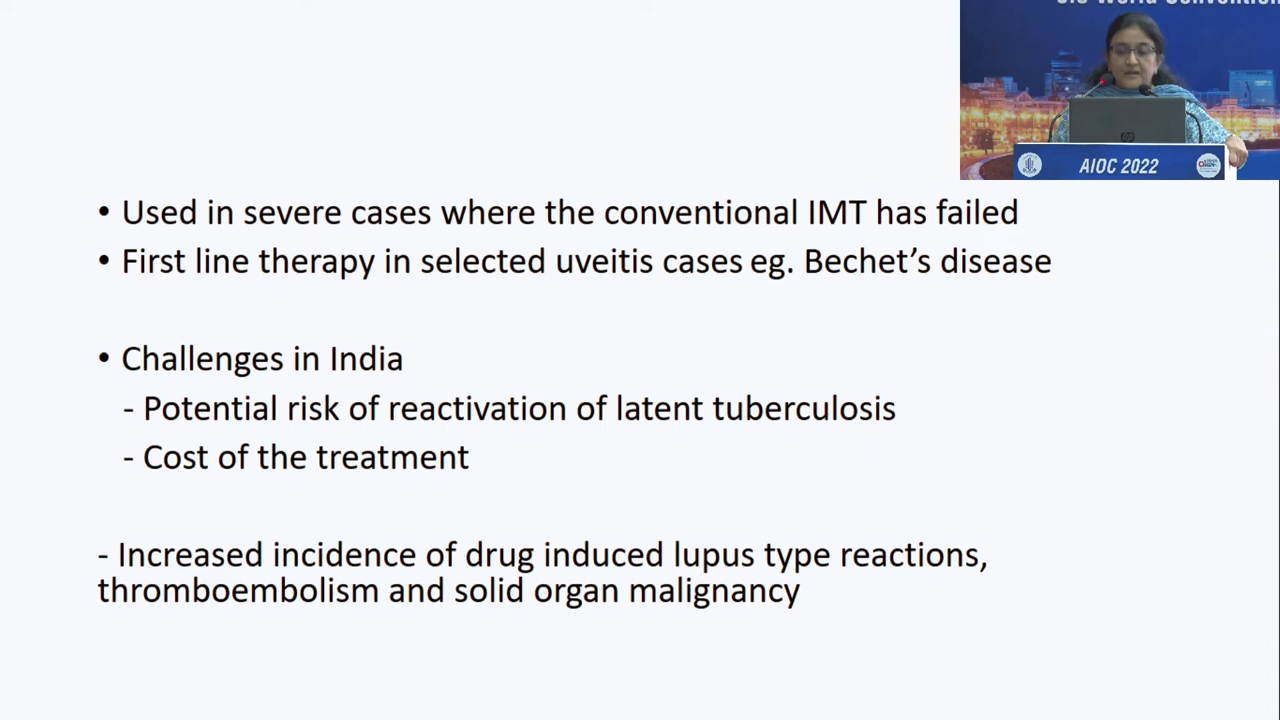 • Used in severe cases where the conventional IMT has failed
• First line therapy in selected uveitis cases eg. Bechet’s disease
• Challenges in India
- Potential risk of reactivation of latent tuberculosis
- Cost of the treatment
- Increased incidence of drug induced lupus type reactions,
thromboembolism and solid organ malignancy
AIOC 2022
hp